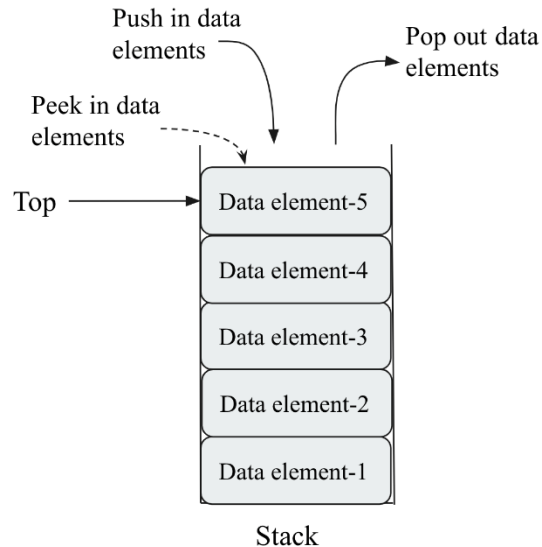 Push in data
elements
Pop out data
elements
Peek in data
elements
Top
Data element-5
Data element-4
Data element-3
Data element-2
Data element-1
Stack